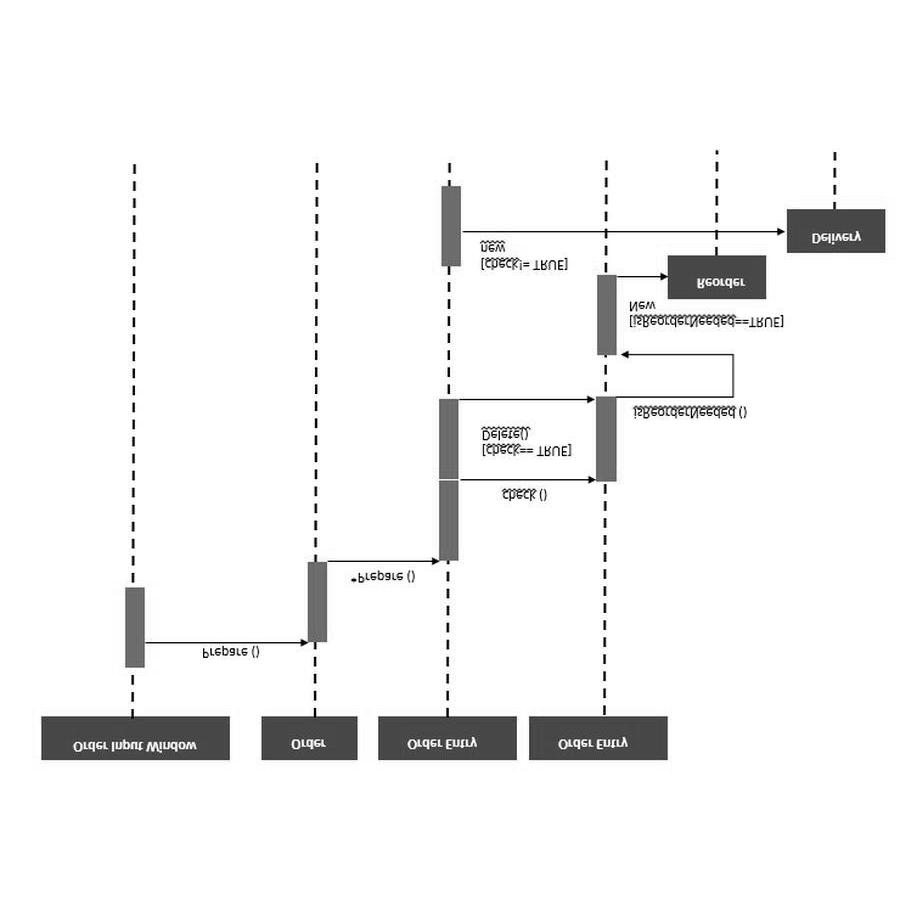 Order Input Window
Order
Order Entry
Order Entry
Prepare ()
*Prepare ()
check ()
[check== TRUE]
Delete()
isReorderNeeded ()
[isReorderNeeded==TRUE]
New
Reorder
[check!= TRUE]
new
Delivery